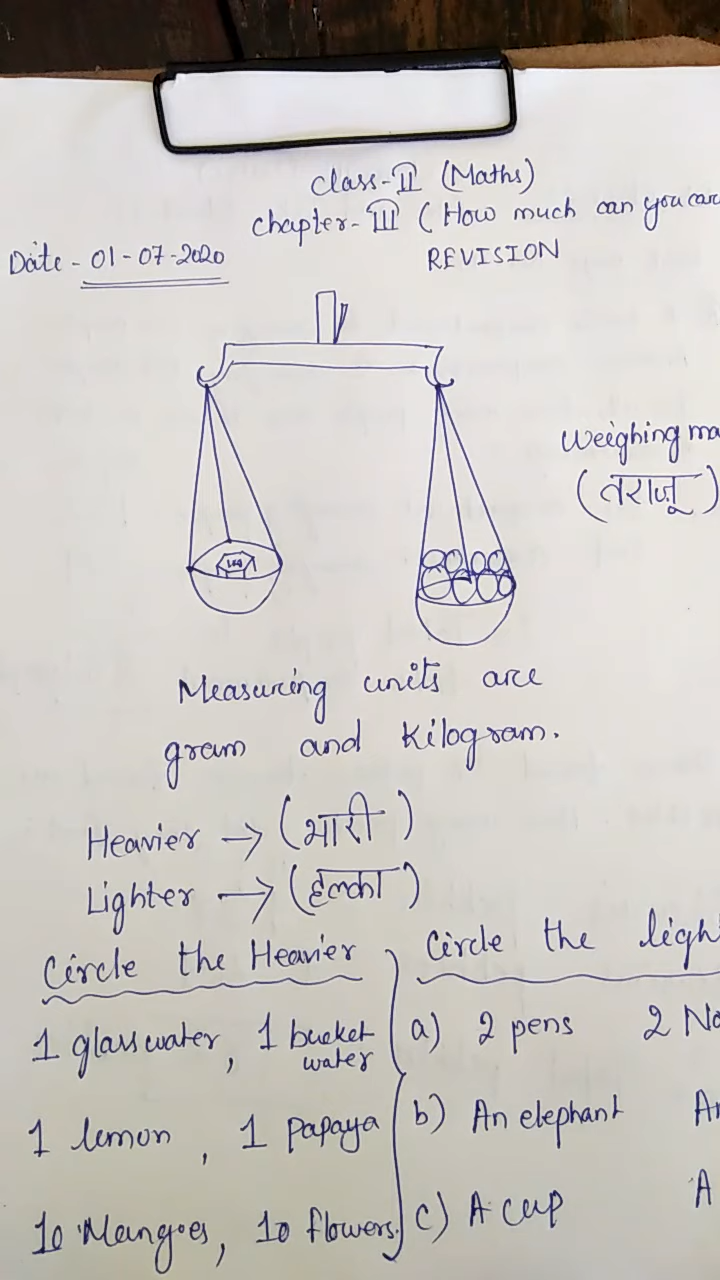 Class-II (Maths)
Chapter-III (How much can you car
REVISION
Date - 01-07-2020
Weighing ma
(तराजू)
1KG
Measuring units are
gram and Kilogram.
Heavier → (भारी)
Lighter → (हल्का)
Circle the Heavier
1 glass water, 1 bucket water
1 lemon, 1 Papaya
10 Mangoes, 10 flowers.
Circle the ligh
a) 2 pens 2 No
b) An elephant An
c) A cup A